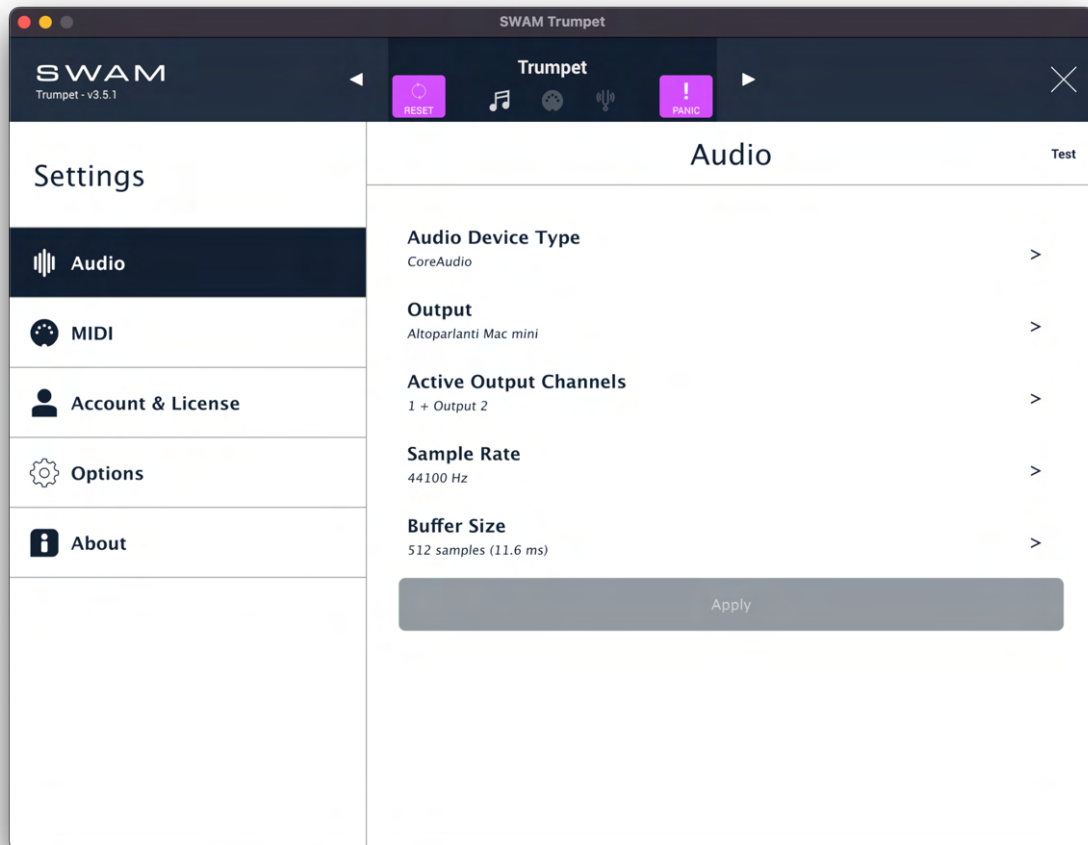 SWAM Trumpet
SWAM
Trumpet - v3.5.1
Trumpet
RESET
!
PANIC
Settings
Audio
MIDI
Account & License
Options
About
Audio
Test
Audio Device Type
CoreAudio
>
Output
Altoparlanti Mac mini
>
Active Output Channels
1 + Output 2
>
Sample Rate
44100 Hz
>
Buffer Size
512 samples (11.6 ms)
>
Apply